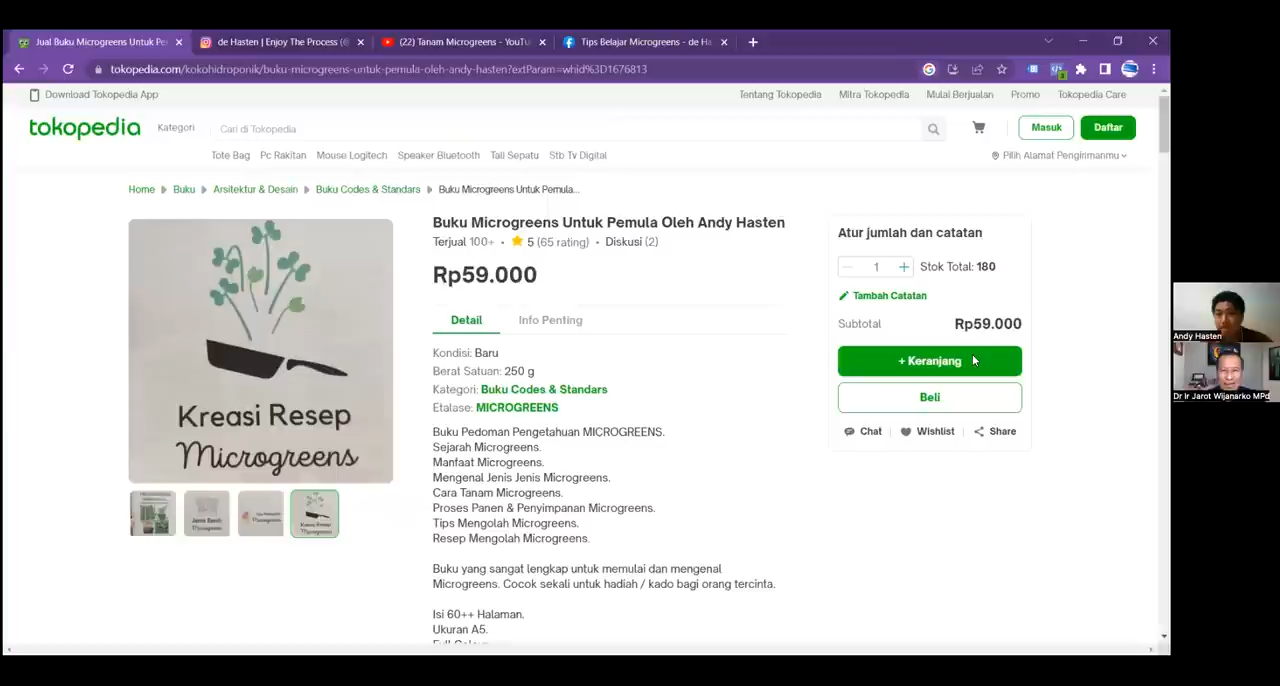 Jual Buku Microgreens Untuk Pe
de Hasten | Enjoy The Process (@
(22) Tanam Microgreens - YouTu
Tips Belajar Microgreens - de Ha
tokopedia.com/kokohidroponik/buku-microgreens-untuk-pemula-oleh-andy-hasten?extParam=whid%3D1676813
Download Tokopedia App
Tentang Tokopedia Mitra Tokopedia Mulai Berjualan Promo Tokopedia Care
tokopedia Kategori Cari di Tokopedia Masuk Daftar
Tote Bag Pc Rakitan Mouse Logitech Speaker Bluetooth Tali Sepatu Stb Tv Digital
Pilih Alamat Pengirimanmu
Home Buku Arsitektur & Desain Buku Codes & Standars Buku Microgreens Untuk Pemula...
Kreasi Resep
Microgreens
Buku Microgreens Untuk Pemula Oleh Andy Hasten
Terjual 100+ • 5 (65 rating) • Diskusi (2)
Rp59.000
Detail Info Penting
Kondisi: Baru
Berat Satuan: 250 g
Kategori: Buku Codes & Standars
Etalase: MICROGREENS
Buku Pedoman Pengetahuan MICROGREENS.
Sejarah Microgreens.
Manfaat Microgreens.
Mengenal Jenis Jenis Microgreens.
Cara Tanam Microgreens.
Proses Panen & Penyimpanan Microgreens.
Tips Mengolah Microgreens.
Resep Mengolah Microgreens.
Buku yang sangat lengkap untuk memulai dan mengenal
Microgreens. Cocok sekali untuk hadiah / kado bagi orang tercinta.
Isi 60++ Halaman.
Ukuran A5.
Atur jumlah dan catatan
1 Stok Total: 180
Tambah Catatan
Subtotal Rp59.000
+ Keranjang
Beli
Chat Wishlist Share
Andy Hasten
Dr Ir Jarot Wijanarko MPd